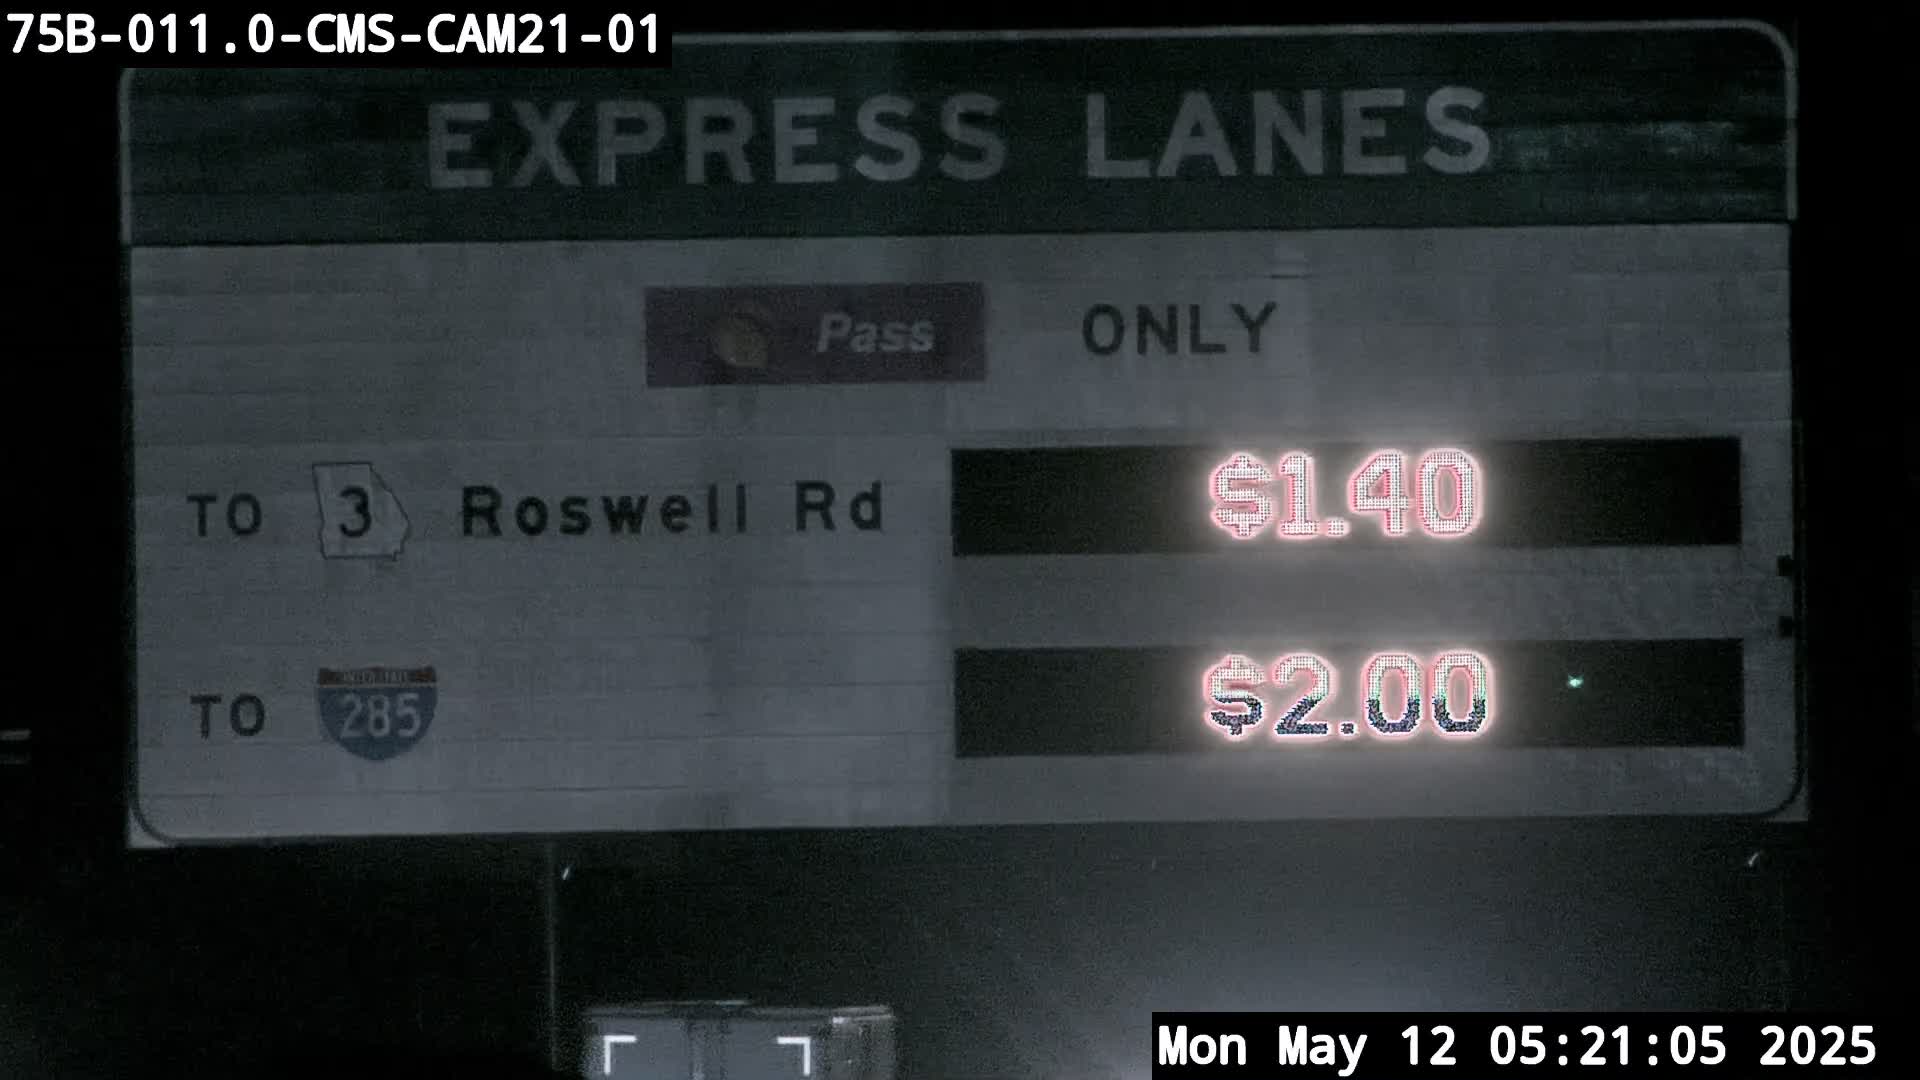 75B-011.0-CMS-CAM21-01
EXPRESS LANES
Pass ONLY
TO 3 Roswell Rd $1.40
INTERSTATE
TO 285 $2.00
Mon May 12 05:21:05 2025